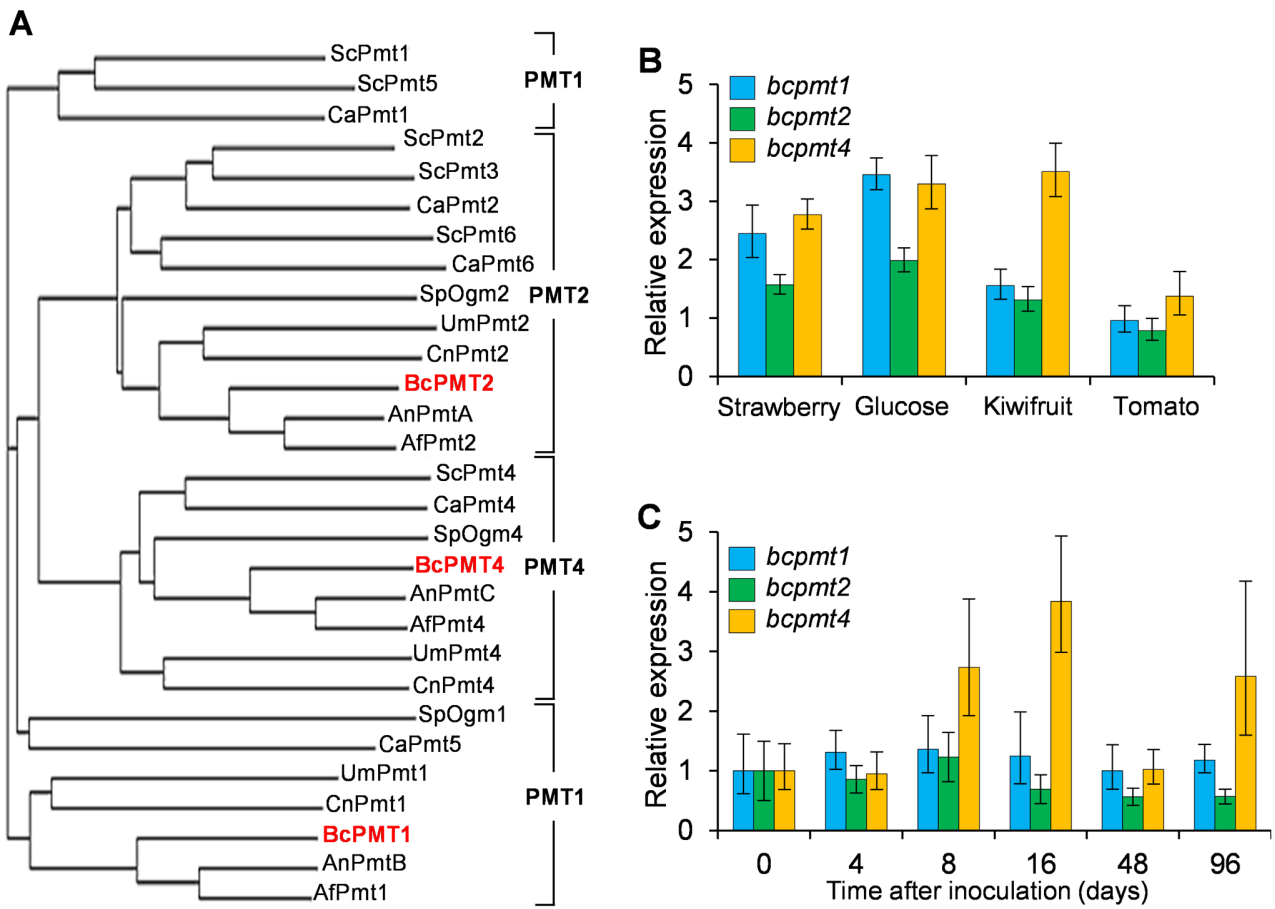 A
ScPmt1
ScPmt5
CaPmt1
PMT1
ScPmt2
ScPmt3
CaPmt2
ScPmt6
CaPmt6
SpOgm2
PMT2
UmPmt2
CnPmt2
BcPMT2
AnPmtA
AfPmt2
ScPmt4
CaPmt4
SpOgm4
BcPMT4
PMT4
AnPmtC
AfPmt4
UmPmt4
CnPmt4
SpOgm1
CaPmt5
UmPmt1
CnPmt1
PMT1
BcPMT1
AnPmtB
AfPmt1
B
Relative expression
5
4
3
2
1
0
bcpmt1
bcpmt2
bcpmt4
Strawberry Glucose Kiwifruit Tomato
C
Relative expression
5
4
3
2
1
0
bcpmt1
bcpmt2
bcpmt4
0 4 8 16 48 96
Time after inoculation (days)